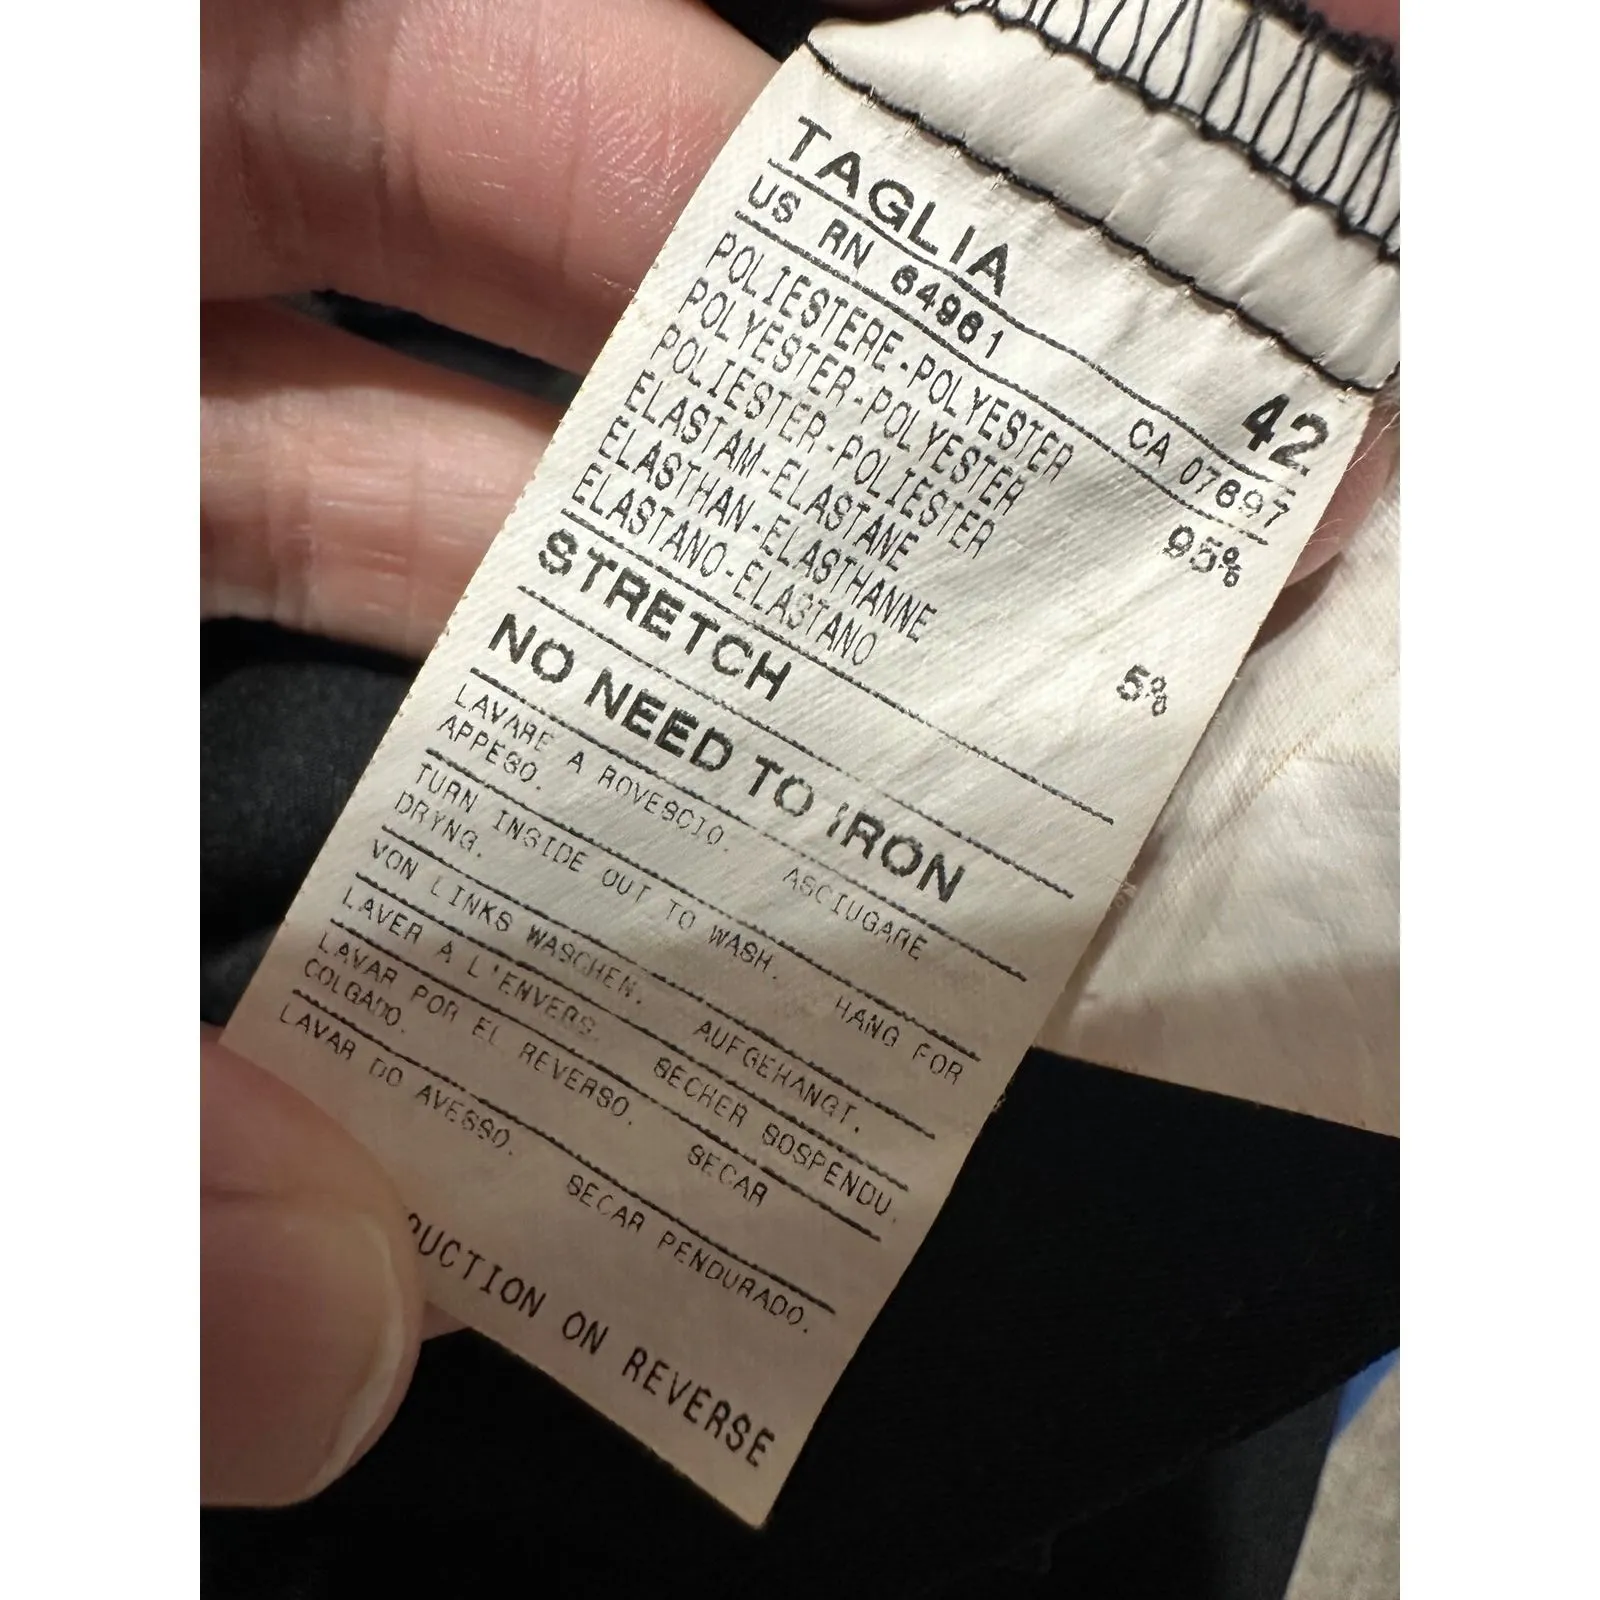 TAGLIA 42
US RN 64961 CA 07897
POLIESTERE-POLYESTER 95%
POLYESTER-POLYESTER
POLIESTER-POLIESTER
ELASTAM-ELASTANE 5%
ELASTHAN-ELASTHANNE
ELASTANO-ELASTANO
STRETCH
NO NEED TO IRON
LAVARE A ROVESCIO. ASCIUGARE
APPESO.
TURN INSIDE OUT TO WASH. HANG FOR
DRYNG.
VON LINKS WASCHEN. AUFGEHANGT.
LAVER A L'ENVERS. SECHER SOSPENDU.
LAVAR POR EL REVERSO. SECAR
COLGADO.
LAVAR DO AVESSO. SECAR PENDURADO.
UCTION ON REVERSE